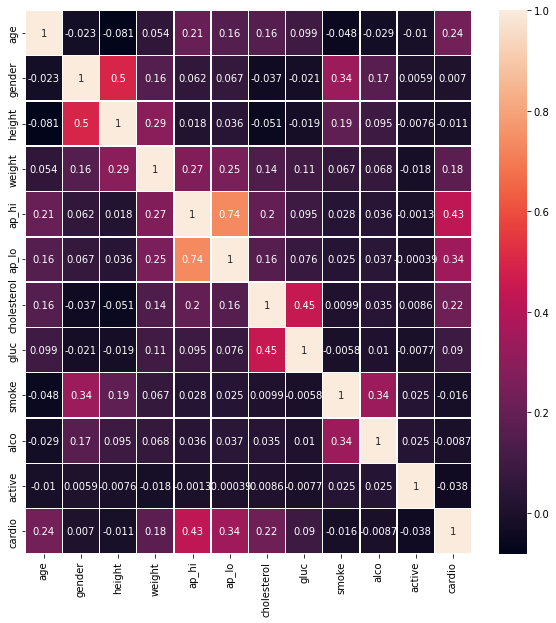 age 1 -0.023 -0.081 0.054 0.21 0.16 0.16 0.099 -0.048 -0.029 -0.01 0.24
gender -0.023 1 0.5 0.16 0.062 0.067 -0.037 -0.021 0.34 0.17 0.0059 0.007
height -0.081 0.5 1 0.29 0.018 0.036 -0.051 -0.019 0.19 0.095 -0.0076 -0.011
weight 0.054 0.16 0.29 1 0.27 0.25 0.14 0.11 0.067 0.068 -0.018 0.18
ap_hi 0.21 0.062 0.018 0.27 1 0.74 0.2 0.095 0.028 0.036 -0.0013 0.43
ap_lo 0.16 0.067 0.036 0.25 0.74 1 0.16 0.076 0.025 0.037 -0.00039 0.34
cholesterol 0.16 -0.037 -0.051 0.14 0.2 0.16 1 0.45 0.0099 0.035 0.0086 0.22
gluc 0.099 -0.021 -0.019 0.11 0.095 0.076 0.45 1 -0.0058 0.01 -0.0077 0.09
smoke -0.048 0.34 0.19 0.067 0.028 0.025 0.0099 -0.0058 1 0.34 0.025 -0.016
alco -0.029 0.17 0.095 0.068 0.036 0.037 0.035 0.01 0.34 1 0.025 -0.0087
active -0.01 0.0059 -0.0076 -0.018 -0.0013 -0.00039 0.0086 -0.0077 0.025 0.025 1 -0.038
cardio 0.24 0.007 -0.011 0.18 0.43 0.34 0.22 0.09 -0.016 -0.0087 -0.038 1
age gender height weight ap_hi ap_lo cholesterol gluc smoke alco active cardio
1.0
0.8
0.6
0.4
0.2
0.0